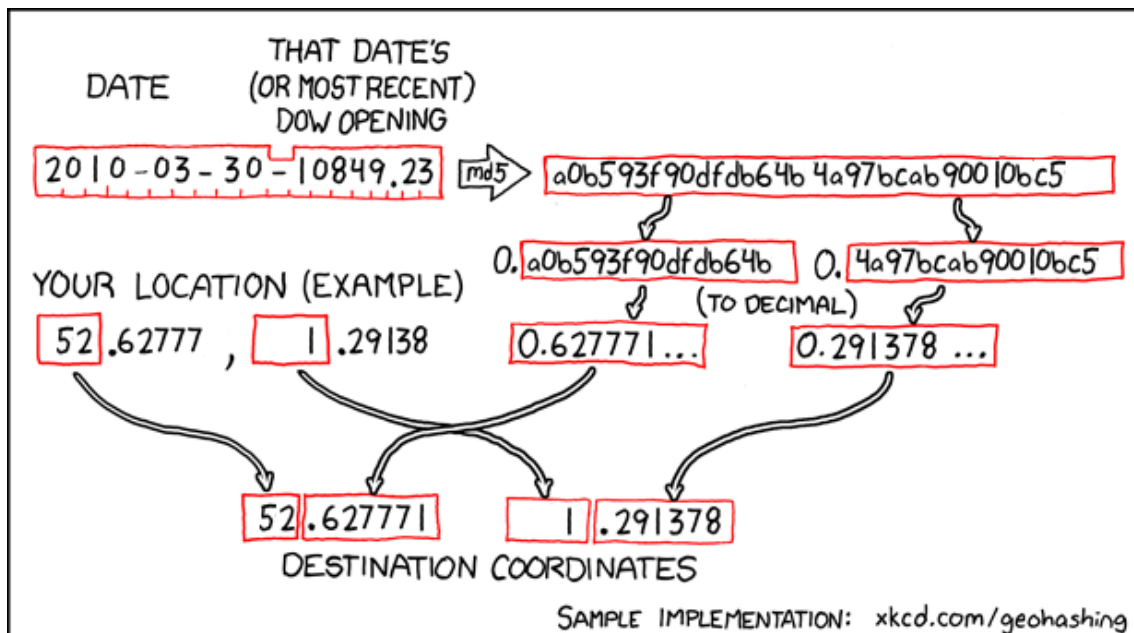 DATE
THAT DATE'S
(OR MOST RECENT)
DOW OPENING
2010-03-30-10849.23
md5
a0b593f90dfdb64b4a97bcab90010bc5
0.a0b593f90dfdb64b
0.4a97bcab90010bc5
(TO DECIMAL)
YOUR LOCATION (EXAMPLE)
52.62777, 1.29138
0.627771...
0.291378...
52.627771
1.291378
DESTINATION COORDINATES
SAMPLE IMPLEMENTATION: xkcd.com/geohashing